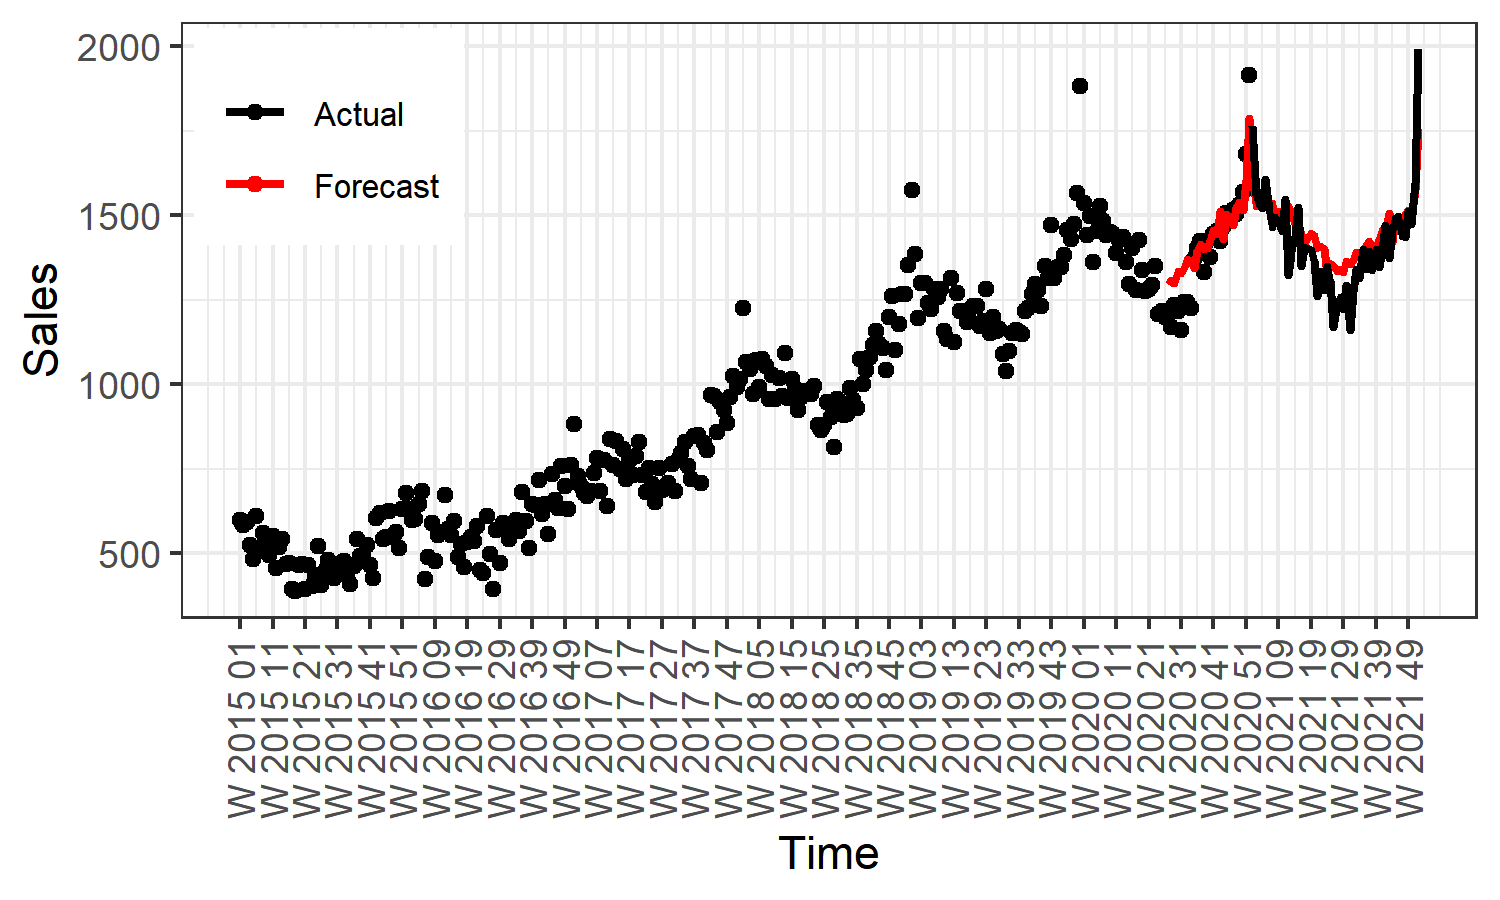 2000
1500
1000
500
Sales
Actual
Forecast
W 2015 01
W 2015 11
W 2015 21
W 2015 31
W 2015 41
W 2015 51
W 2016 09
W 2016 19
W 2016 29
W 2016 39
W 2016 49
W 2017 07
W 2017 17
W 2017 27
W 2017 37
W 2017 47
W 2018 05
W 2018 15
W 2018 25
W 2018 35
W 2018 45
W 2019 03
W 2019 13
W 2019 23
W 2019 33
W 2019 43
W 2020 01
W 2020 11
W 2020 21
W 2020 31
W 2020 41
W 2020 51
W 2021 09
W 2021 19
W 2021 29
W 2021 39
W 2021 49
Time